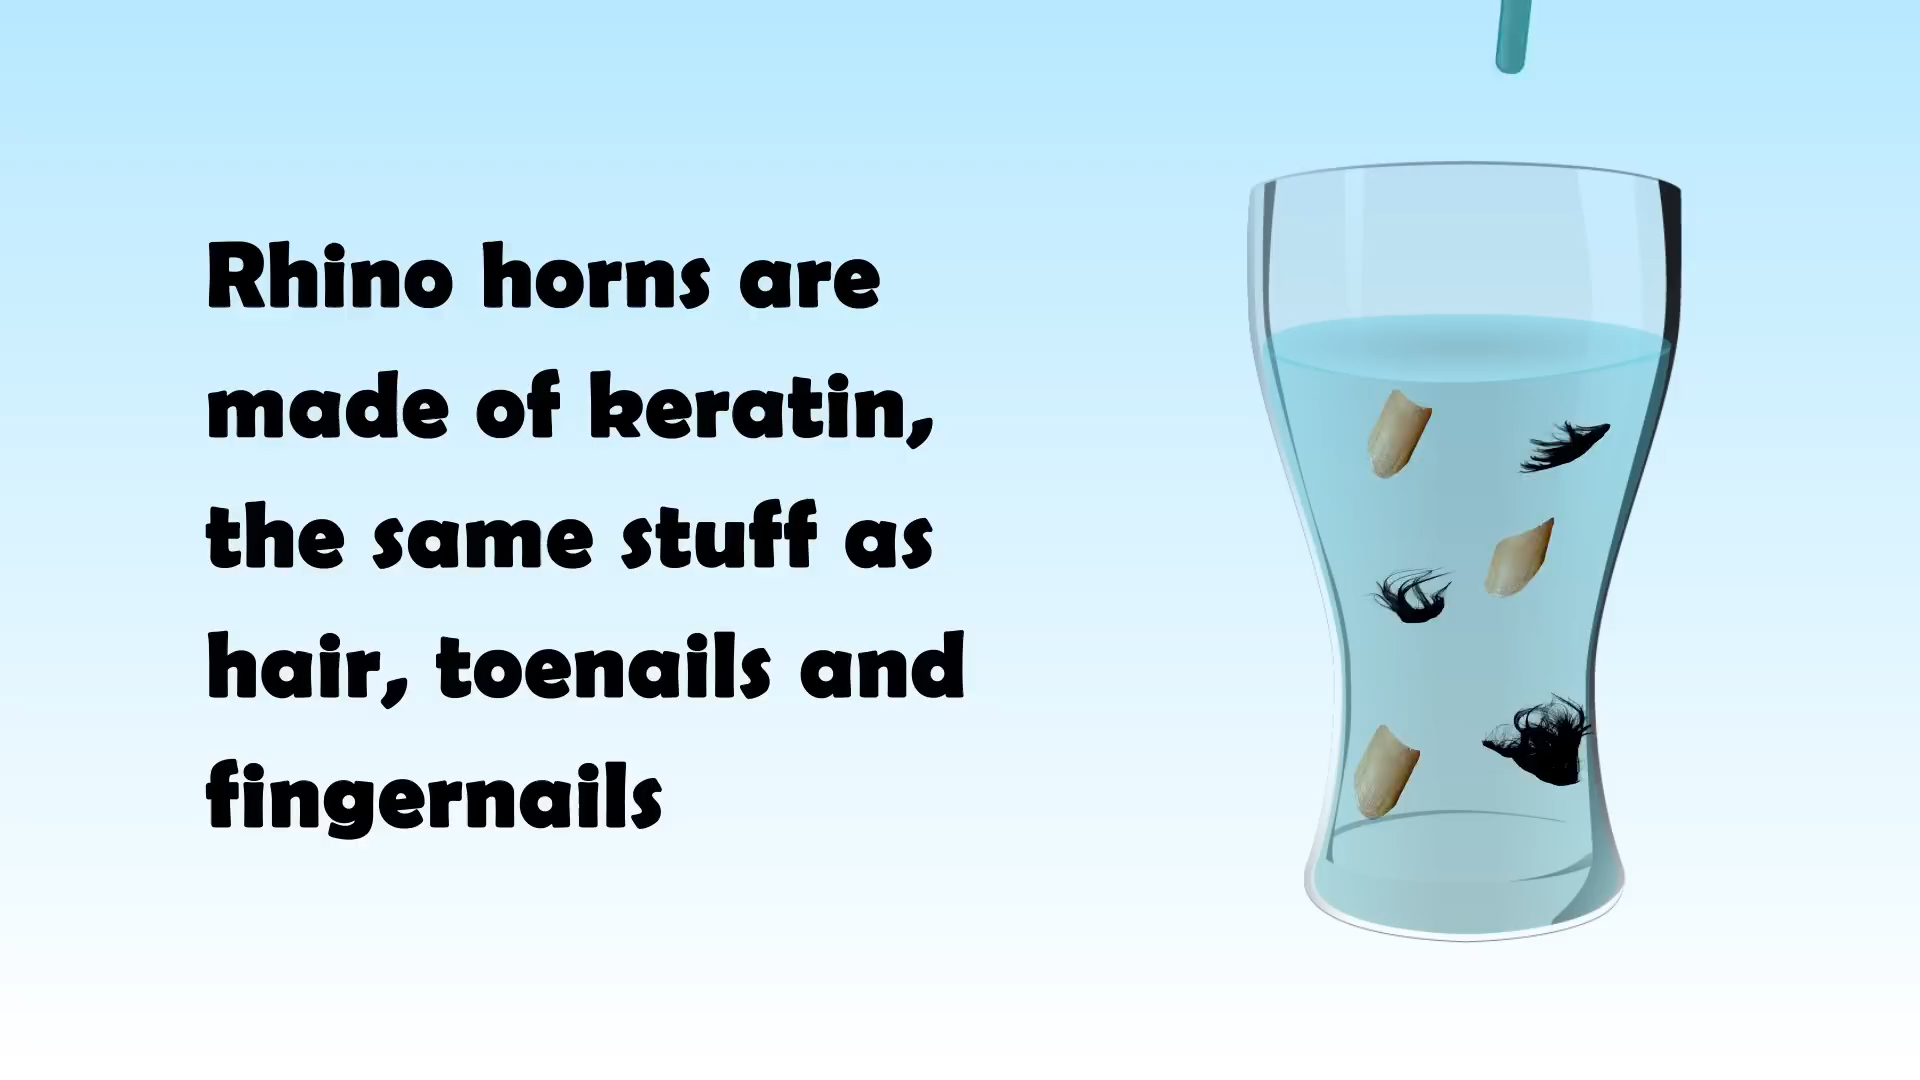 Rhino horns are
made of keratin,
the same stuff as
hair, toenails and
fingernails